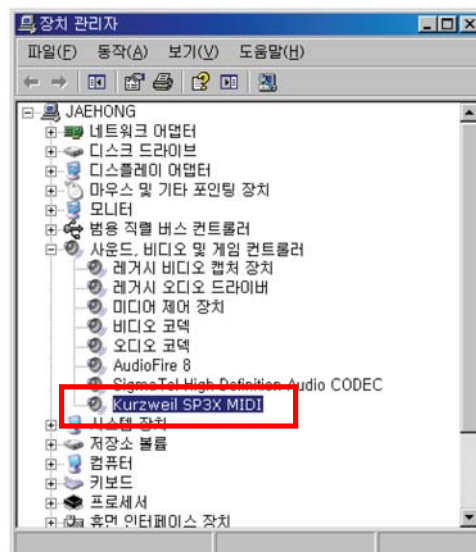 장치 관리자
파일(F) 동작(A) 보기(V) 도움말(H)
JAEHONG
네트워크 어댑터
디스크 드라이브
디스플레이 어댑터
마우스 및 기타 포인팅 장치
모니터
범용 직렬 버스 컨트롤러
사운드, 비디오 및 게임 컨트롤러
레거시 비디오 캡처 장치
레거시 오디오 드라이버
미디어 제어 장치
비디오 코덱
오디오 코덱
AudioFire 8
SigmaTel High Definition Audio CODEC
Kurzweil SP3X MIDI
시스템 장치
저장소 볼륨
컴퓨터
키보드
프로세서
휴먼 인터페이스 장치